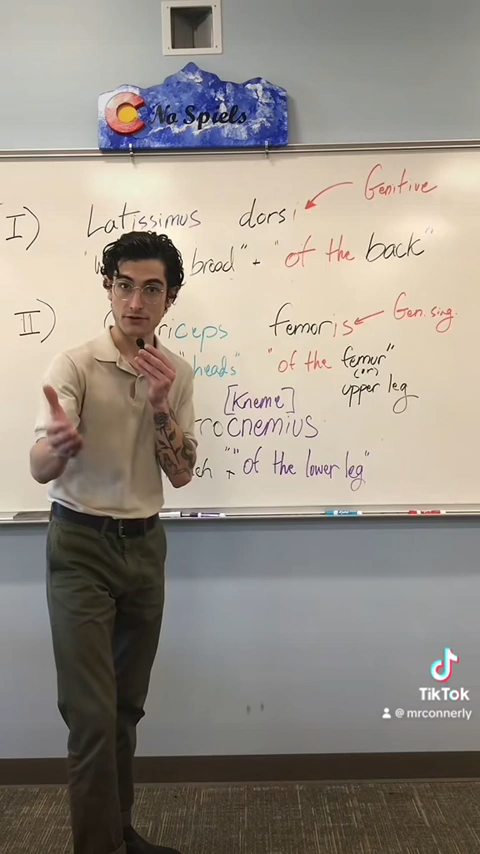 C No Spiels
I) Latissimus dorsi Genitive
broad" + "of the back"
II) riceps femoris Gen. sing.
"heads" "of the femur"
(or)
upper leg
[Kneme]
rocnemius
+ "of the lower leg"
TikTok
@mrconnerly